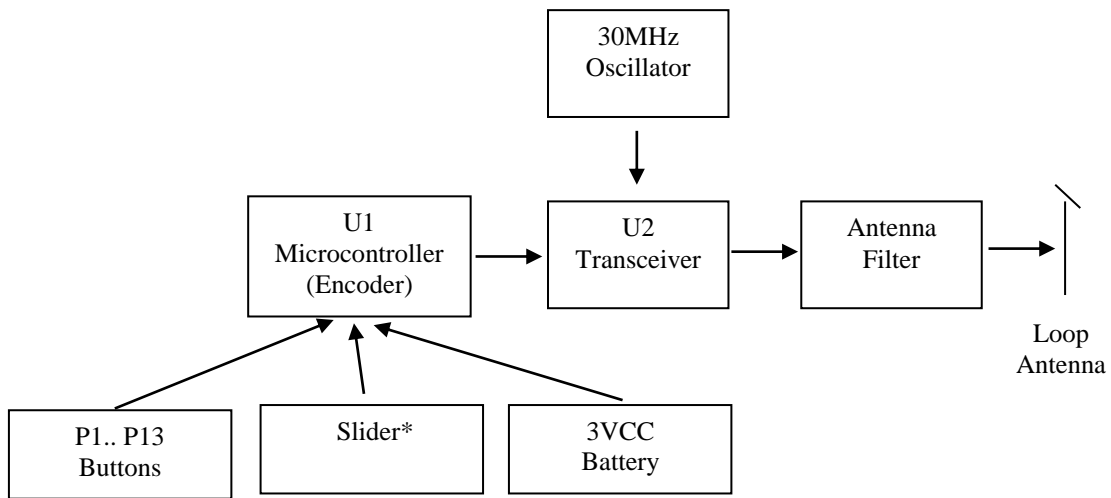 30MHz
Oscillator
U1
Microcontroller
(Encoder)
U2
Transceiver
Antenna
Filter
Loop
Antenna
P1.. P13
Buttons
Slider*
3VCC
Battery